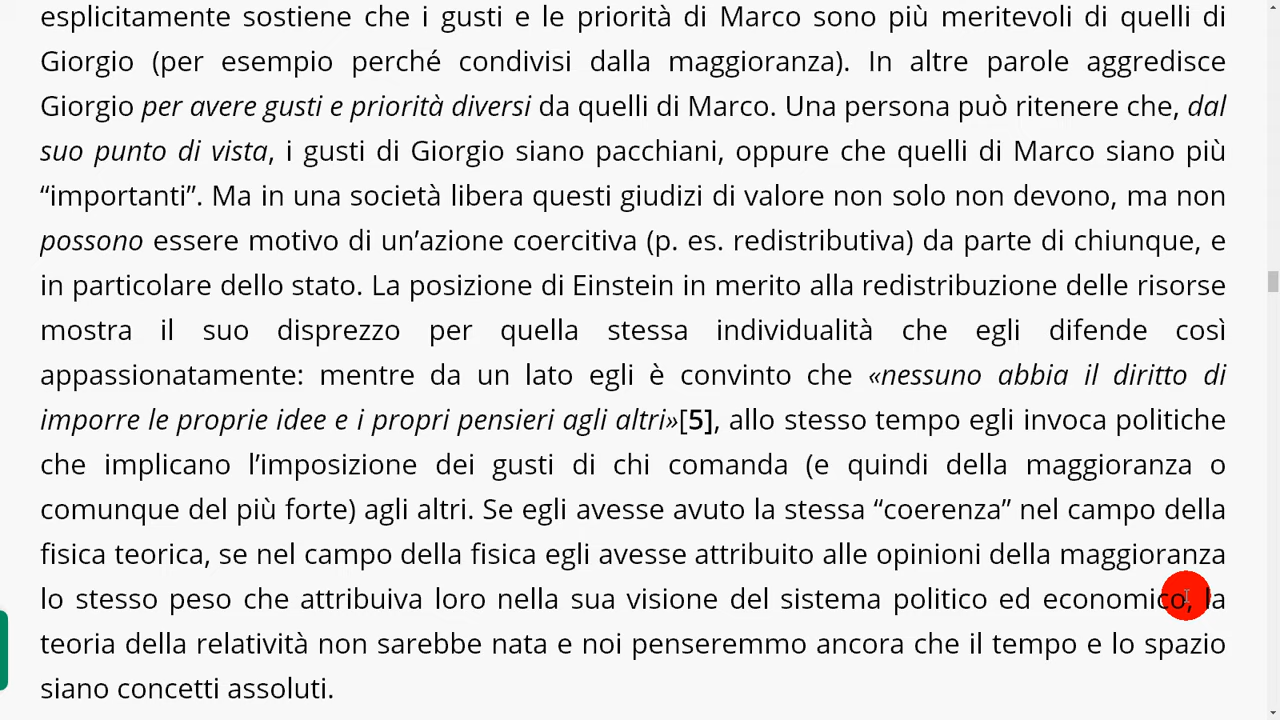 esplicitamente sostiene che i gusti e le priorità di Marco sono più meritevoli di quelli di
Giorgio (per esempio perché condivisi dalla maggioranza). In altre parole aggredisce
Giorgio per avere gusti e priorità diversi da quelli di Marco. Una persona può ritenere che, dal
suo punto di vista, i gusti di Giorgio siano pacchiani, oppure che quelli di Marco siano più
“importanti”. Ma in una società libera questi giudizi di valore non solo non devono, ma non
possono essere motivo di un’azione coercitiva (p. es. redistributiva) da parte di chiunque, e
in particolare dello stato. La posizione di Einstein in merito alla redistribuzione delle risorse
mostra il suo disprezzo per quella stessa individualità che egli difende così
appassionatamente: mentre da un lato egli è convinto che «nessuno abbia il diritto di
imporre le proprie idee e i propri pensieri agli altri»[5], allo stesso tempo egli invoca politiche
che implicano l’imposizione dei gusti di chi comanda (e quindi della maggioranza o
comunque del più forte) agli altri. Se egli avesse avuto la stessa “coerenza” nel campo della
fisica teorica, se nel campo della fisica egli avesse attribuito alle opinioni della maggioranza
lo stesso peso che attribuiva loro nella sua visione del sistema politico ed economico, la
teoria della relatività non sarebbe nata e noi penseremmo ancora che il tempo e lo spazio
siano concetti assoluti.